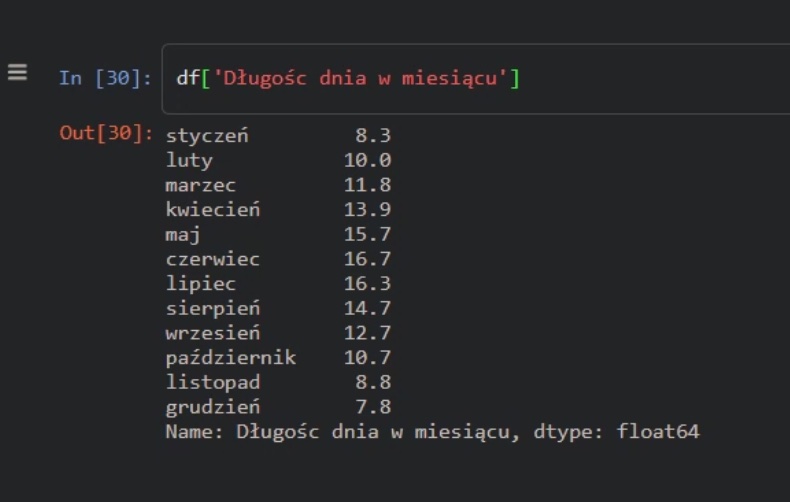 In [30]: df['Długośc dnia w miesiącu']
Out[30]: styczeń 8.3
luty 10.0
marzec 11.8
kwiecień 13.9
maj 15.7
czerwiec 16.7
lipiec 16.3
sierpień 14.7
wrzesień 12.7
październik 10.7
listopad 8.8
grudzień 7.8
Name: Długośc dnia w miesiącu, dtype: float64